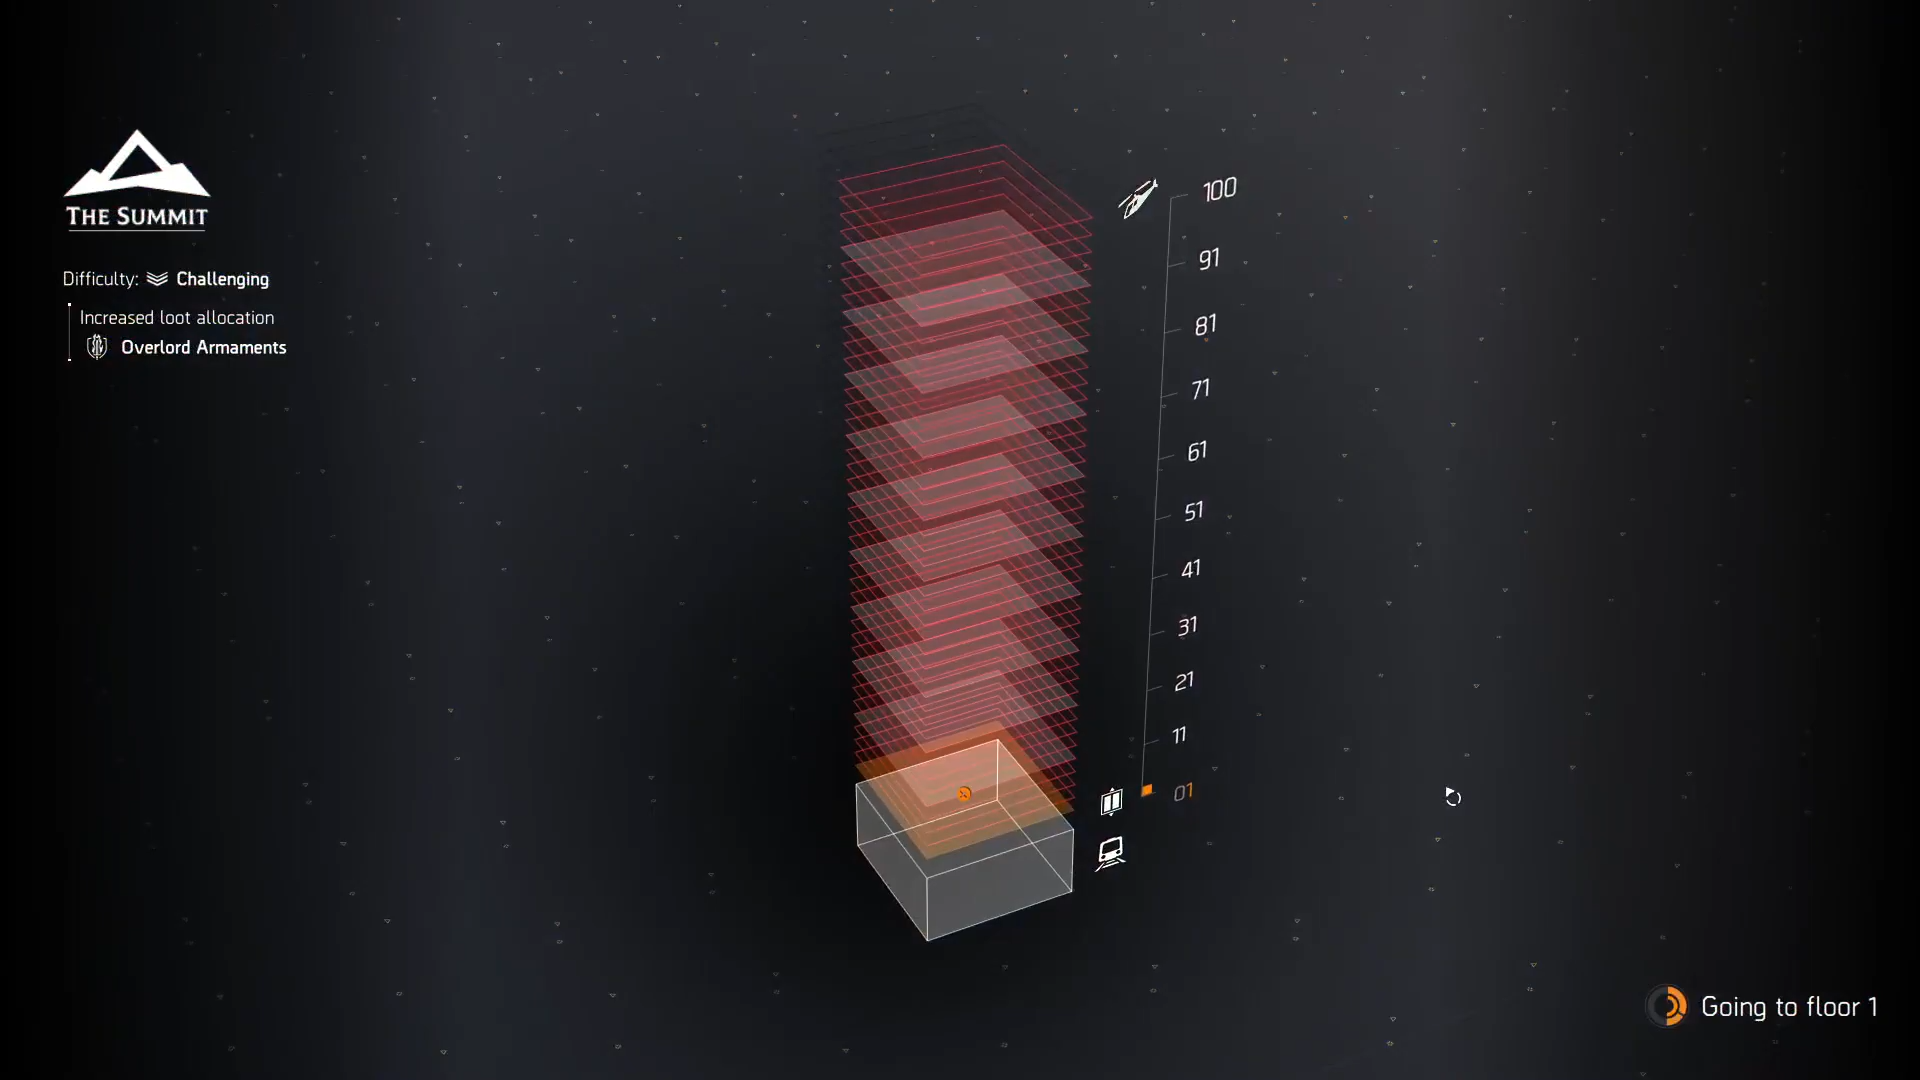 THE SUMMIT
Difficulty: Challenging
Increased loot allocation
Overlord Armaments
100
91
81
71
61
51
41
31
21
11
01
Going to floor 1